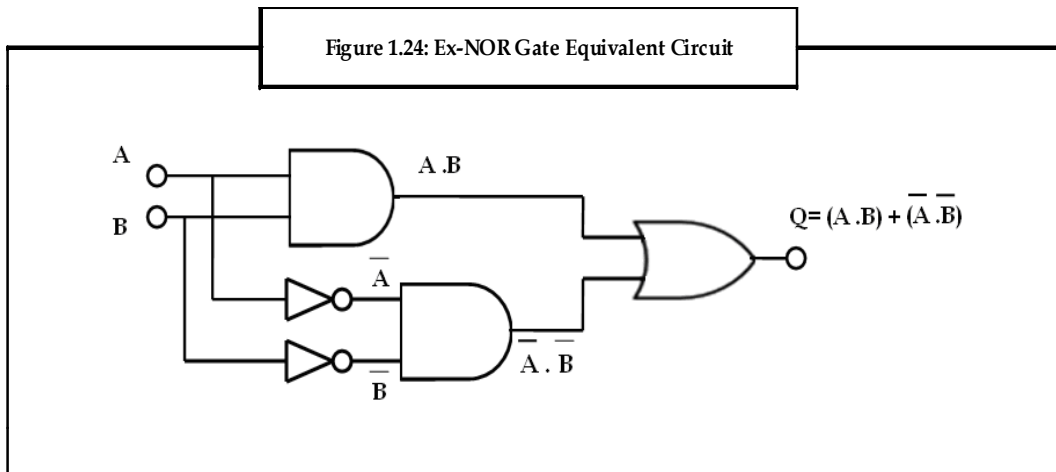 Figure 1.24: Ex-NOR Gate Equivalent Circuit
A
B
A .B
A̅
B̅
A̅ . B̅
Q= (A .B) + (A̅ .B̅)